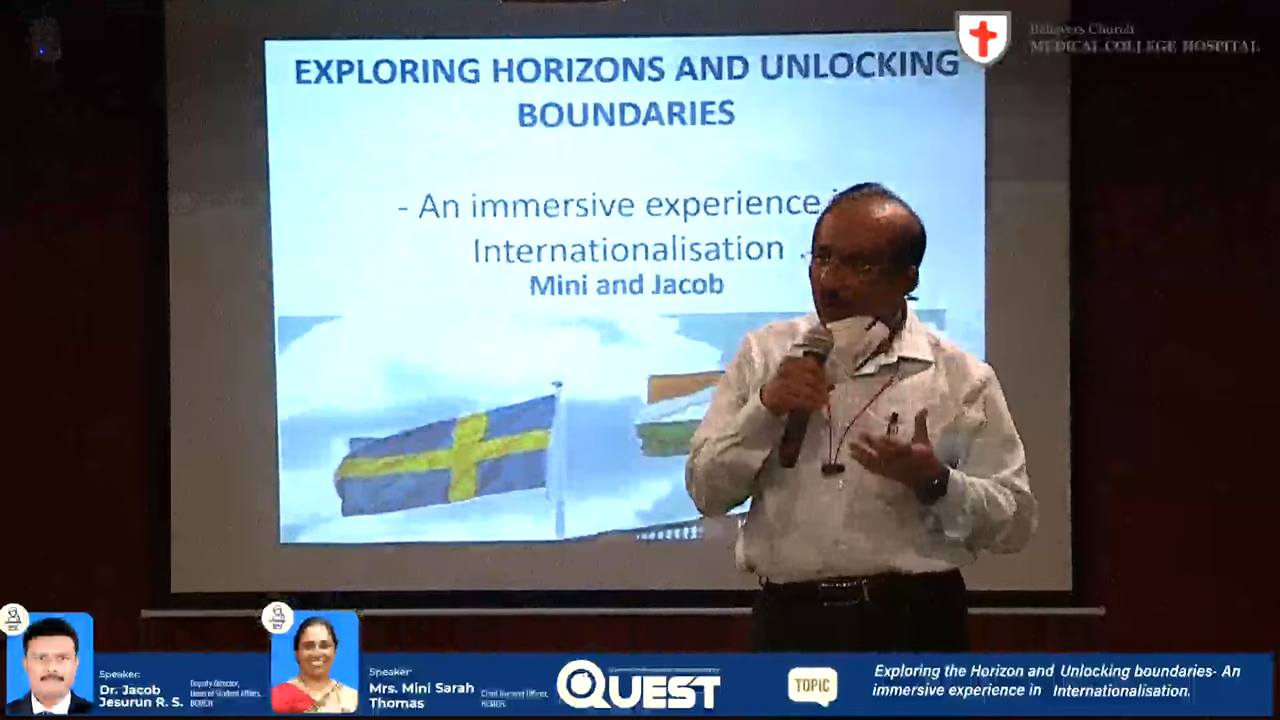 EXPLORING HORIZONS AND UNLOCKING
BOUNDARIES
- An immersive experience
Internationalisation
Mini and Jacob
Believers Church
MEDICAL COLLEGE HOSPITAL
Speaker:
Dr. Jacob
Jesurun R. S.
Deputy Director,
BCMCH
Speaker:
Mrs. Mini Sarah
Thomas
QUEST
TOPIC
Exploring the Horizon and Unlocking boundaries- An
immersive experience in Internationalisation.